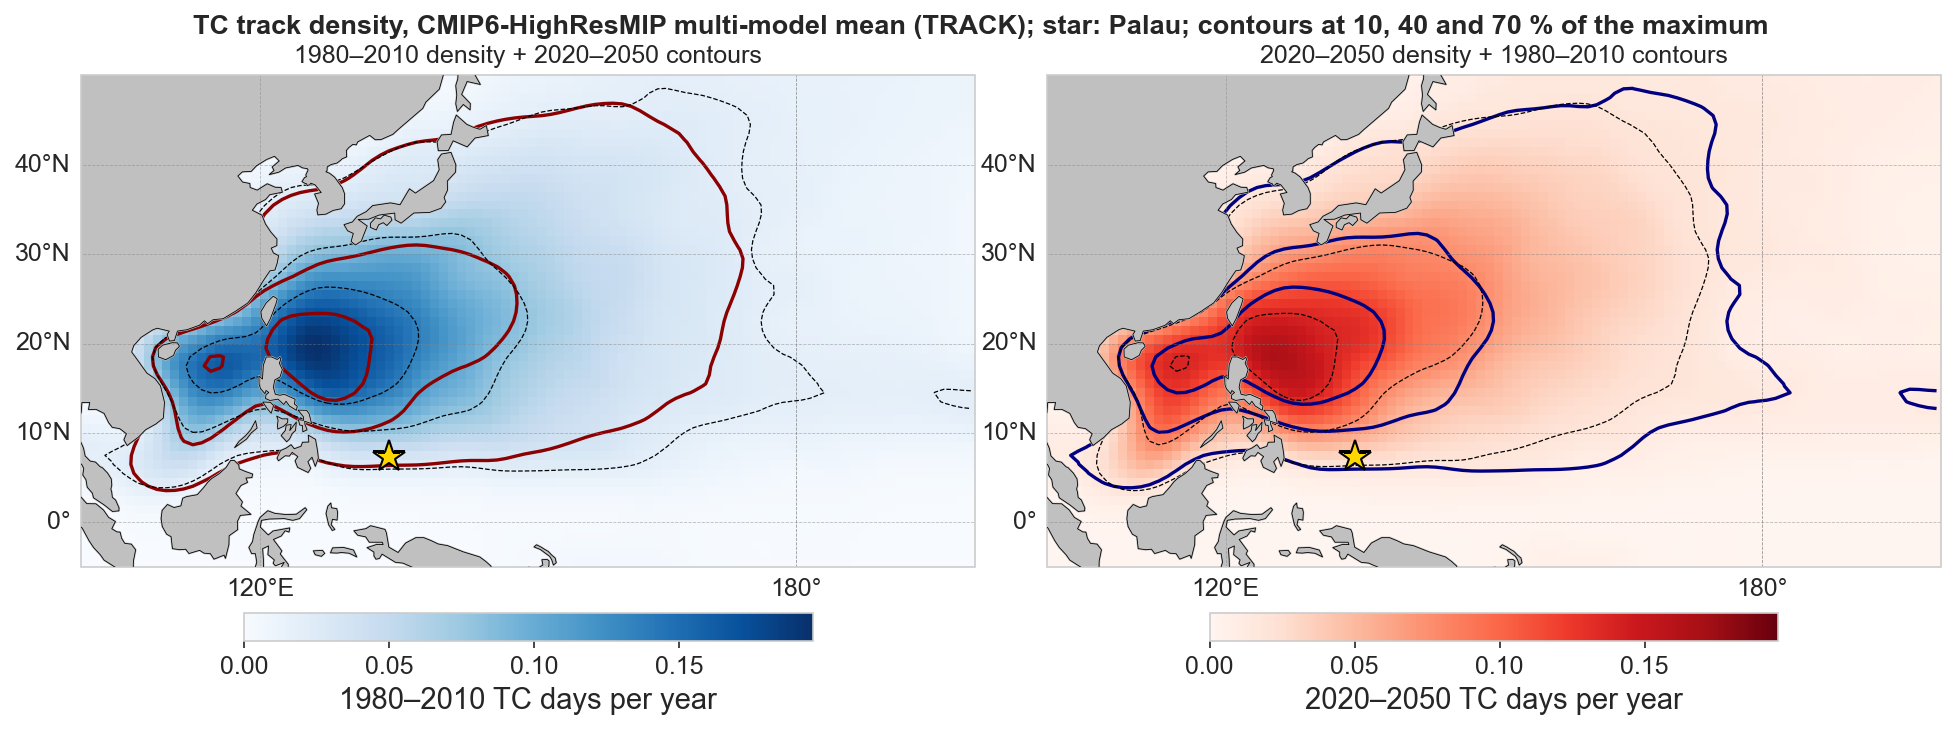 TC track density, CMIP6-HighResMIP multi-model mean (TRACK); star: Palau; contours at 10, 40 and 70 % of the maximum
1980–2010 density + 2020–2050 contours
2020–2050 density + 1980–2010 contours
40°N
30°N
20°N
10°N
0°
120°E
180°
40°N
30°N
20°N
10°N
0°
120°E
180°
0.00
0.05
0.10
0.15
1980–2010 TC days per year
0.00
0.05
0.10
0.15
2020–2050 TC days per year